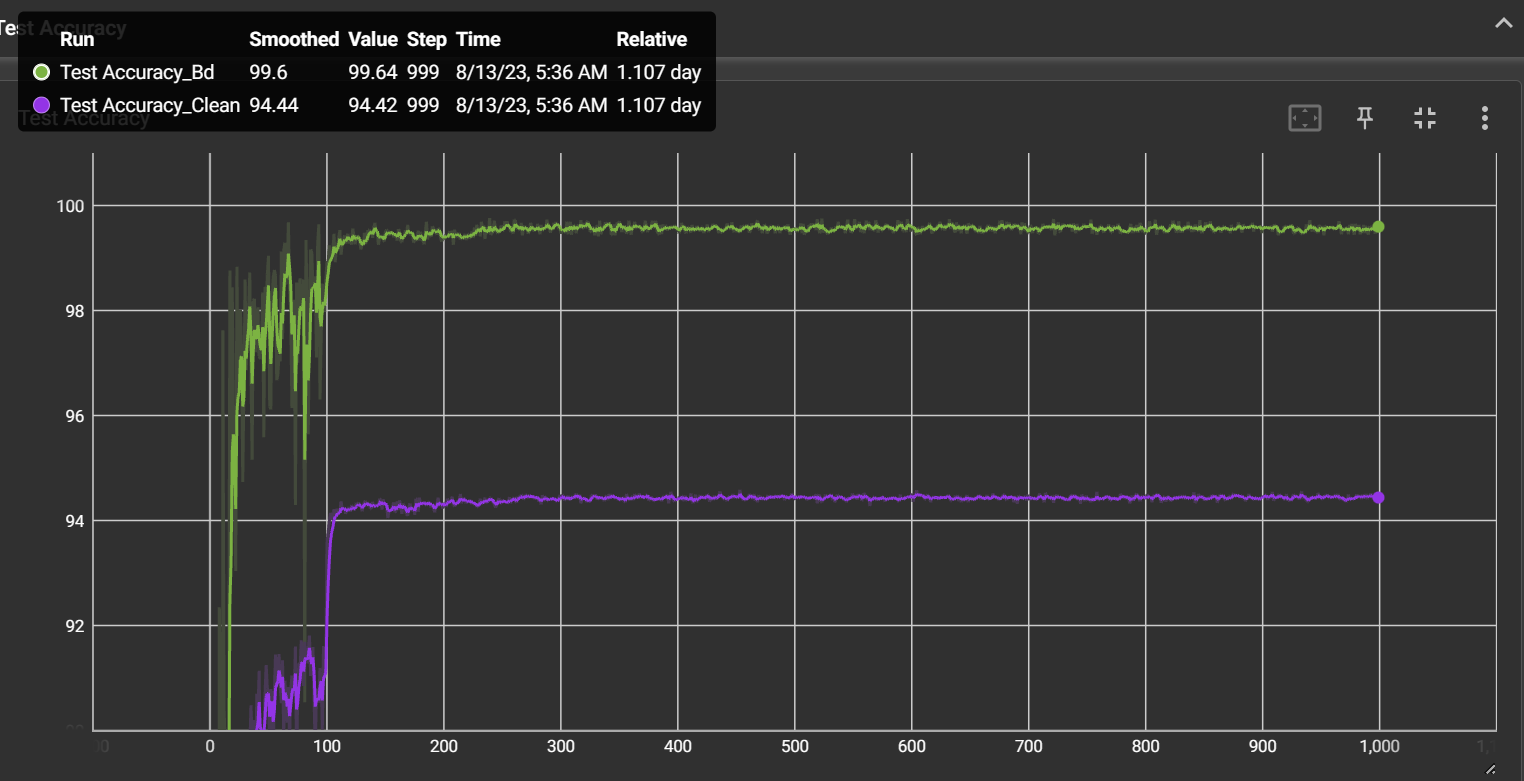 Test Accuracy
Run Smoothed Value Step Time Relative
Test Accuracy_Bd 99.6 99.64 999 8/13/23, 5:36 AM 1.107 day
Test Accuracy_Clean 94.44 94.42 999 8/13/23, 5:36 AM 1.107 day
Test Accuracy
100
98
96
94
92
0 100 200 300 400 500 600 700 800 900 1,000